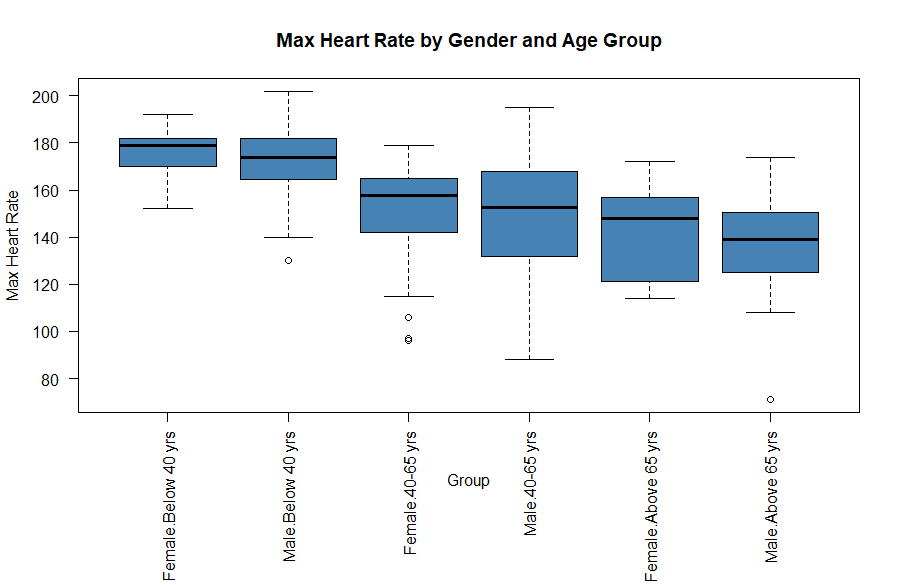 Max Heart Rate by Gender and Age Group
Max Heart Rate
200
180
160
140
120
100
80
Female.Below 40 yrs
Male.Below 40 yrs
Female.40-65 yrs
Male.40-65 yrs
Female.Above 65 yrs
Male.Above 65 yrs
Group